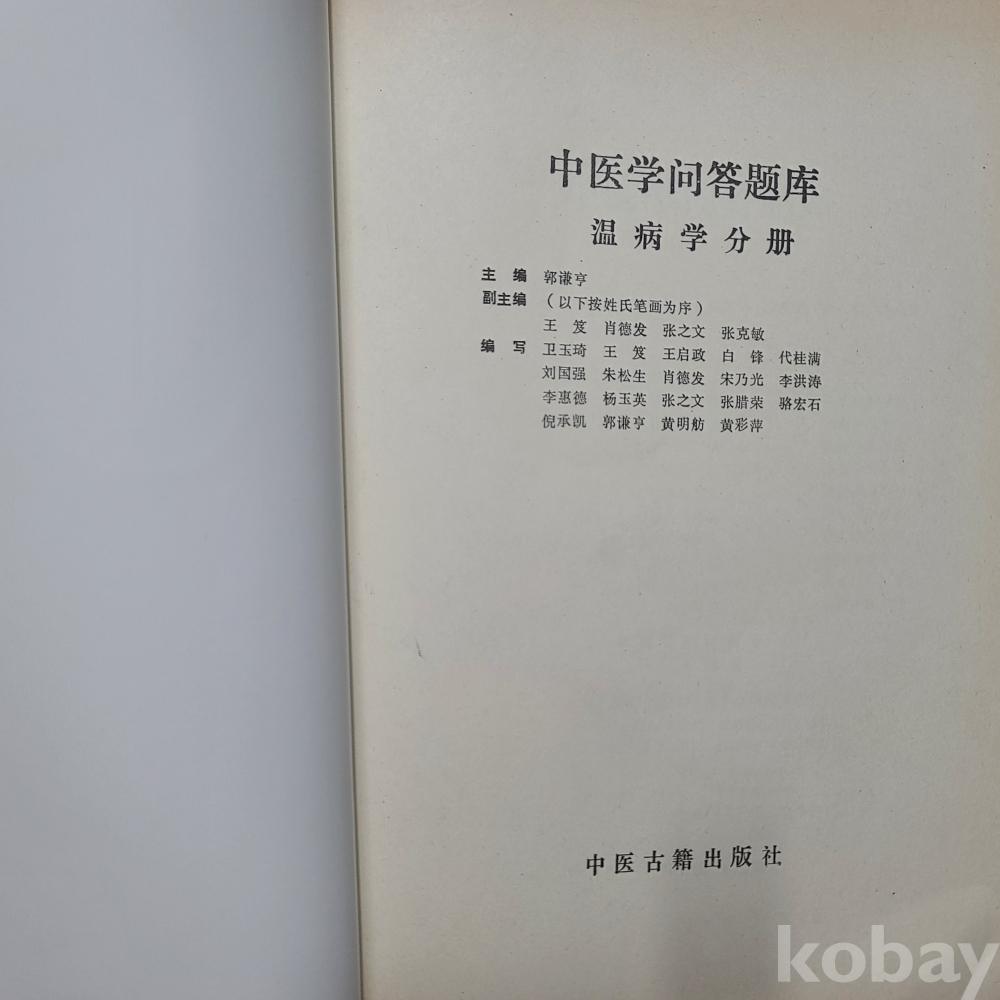 中医学问答题库
温病学分册
主编 郭谦亨
副主编 （以下按姓氏笔画为序）
王笈 肖德发 张之文 张克敏
编写 卫玉琦 王笈 王启政 白锋 代桂满
刘国强 朱松生 肖德发 宋乃光 李洪涛
李惠德 杨玉英 张之文 张腊荣 骆宏石
倪承凯 郭谦亨 黄明舫 黄彩萍
中医古籍出版社
kobay